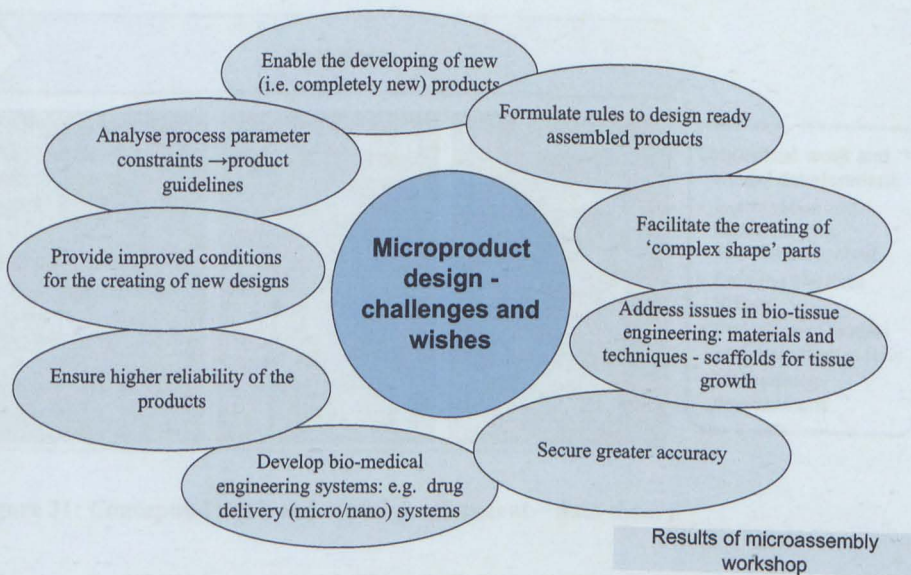 Enable the developing of new
(i.e. completely new) products
Formulate rules to design ready
assembled products
Analyse process parameter
constraints →product
guidelines
Facilitate the creating of
‘complex shape’ parts
Microproduct
design -
challenges and
wishes
Provide improved conditions
for the creating of new designs
Address issues in bio-tissue
engineering: materials and
techniques - scaffolds for tissue
growth
Ensure higher reliability of the
products
Secure greater accuracy
Develop bio-medical
engineering systems: e.g. drug
delivery (micro/nano) systems
Results of microassembly
workshop